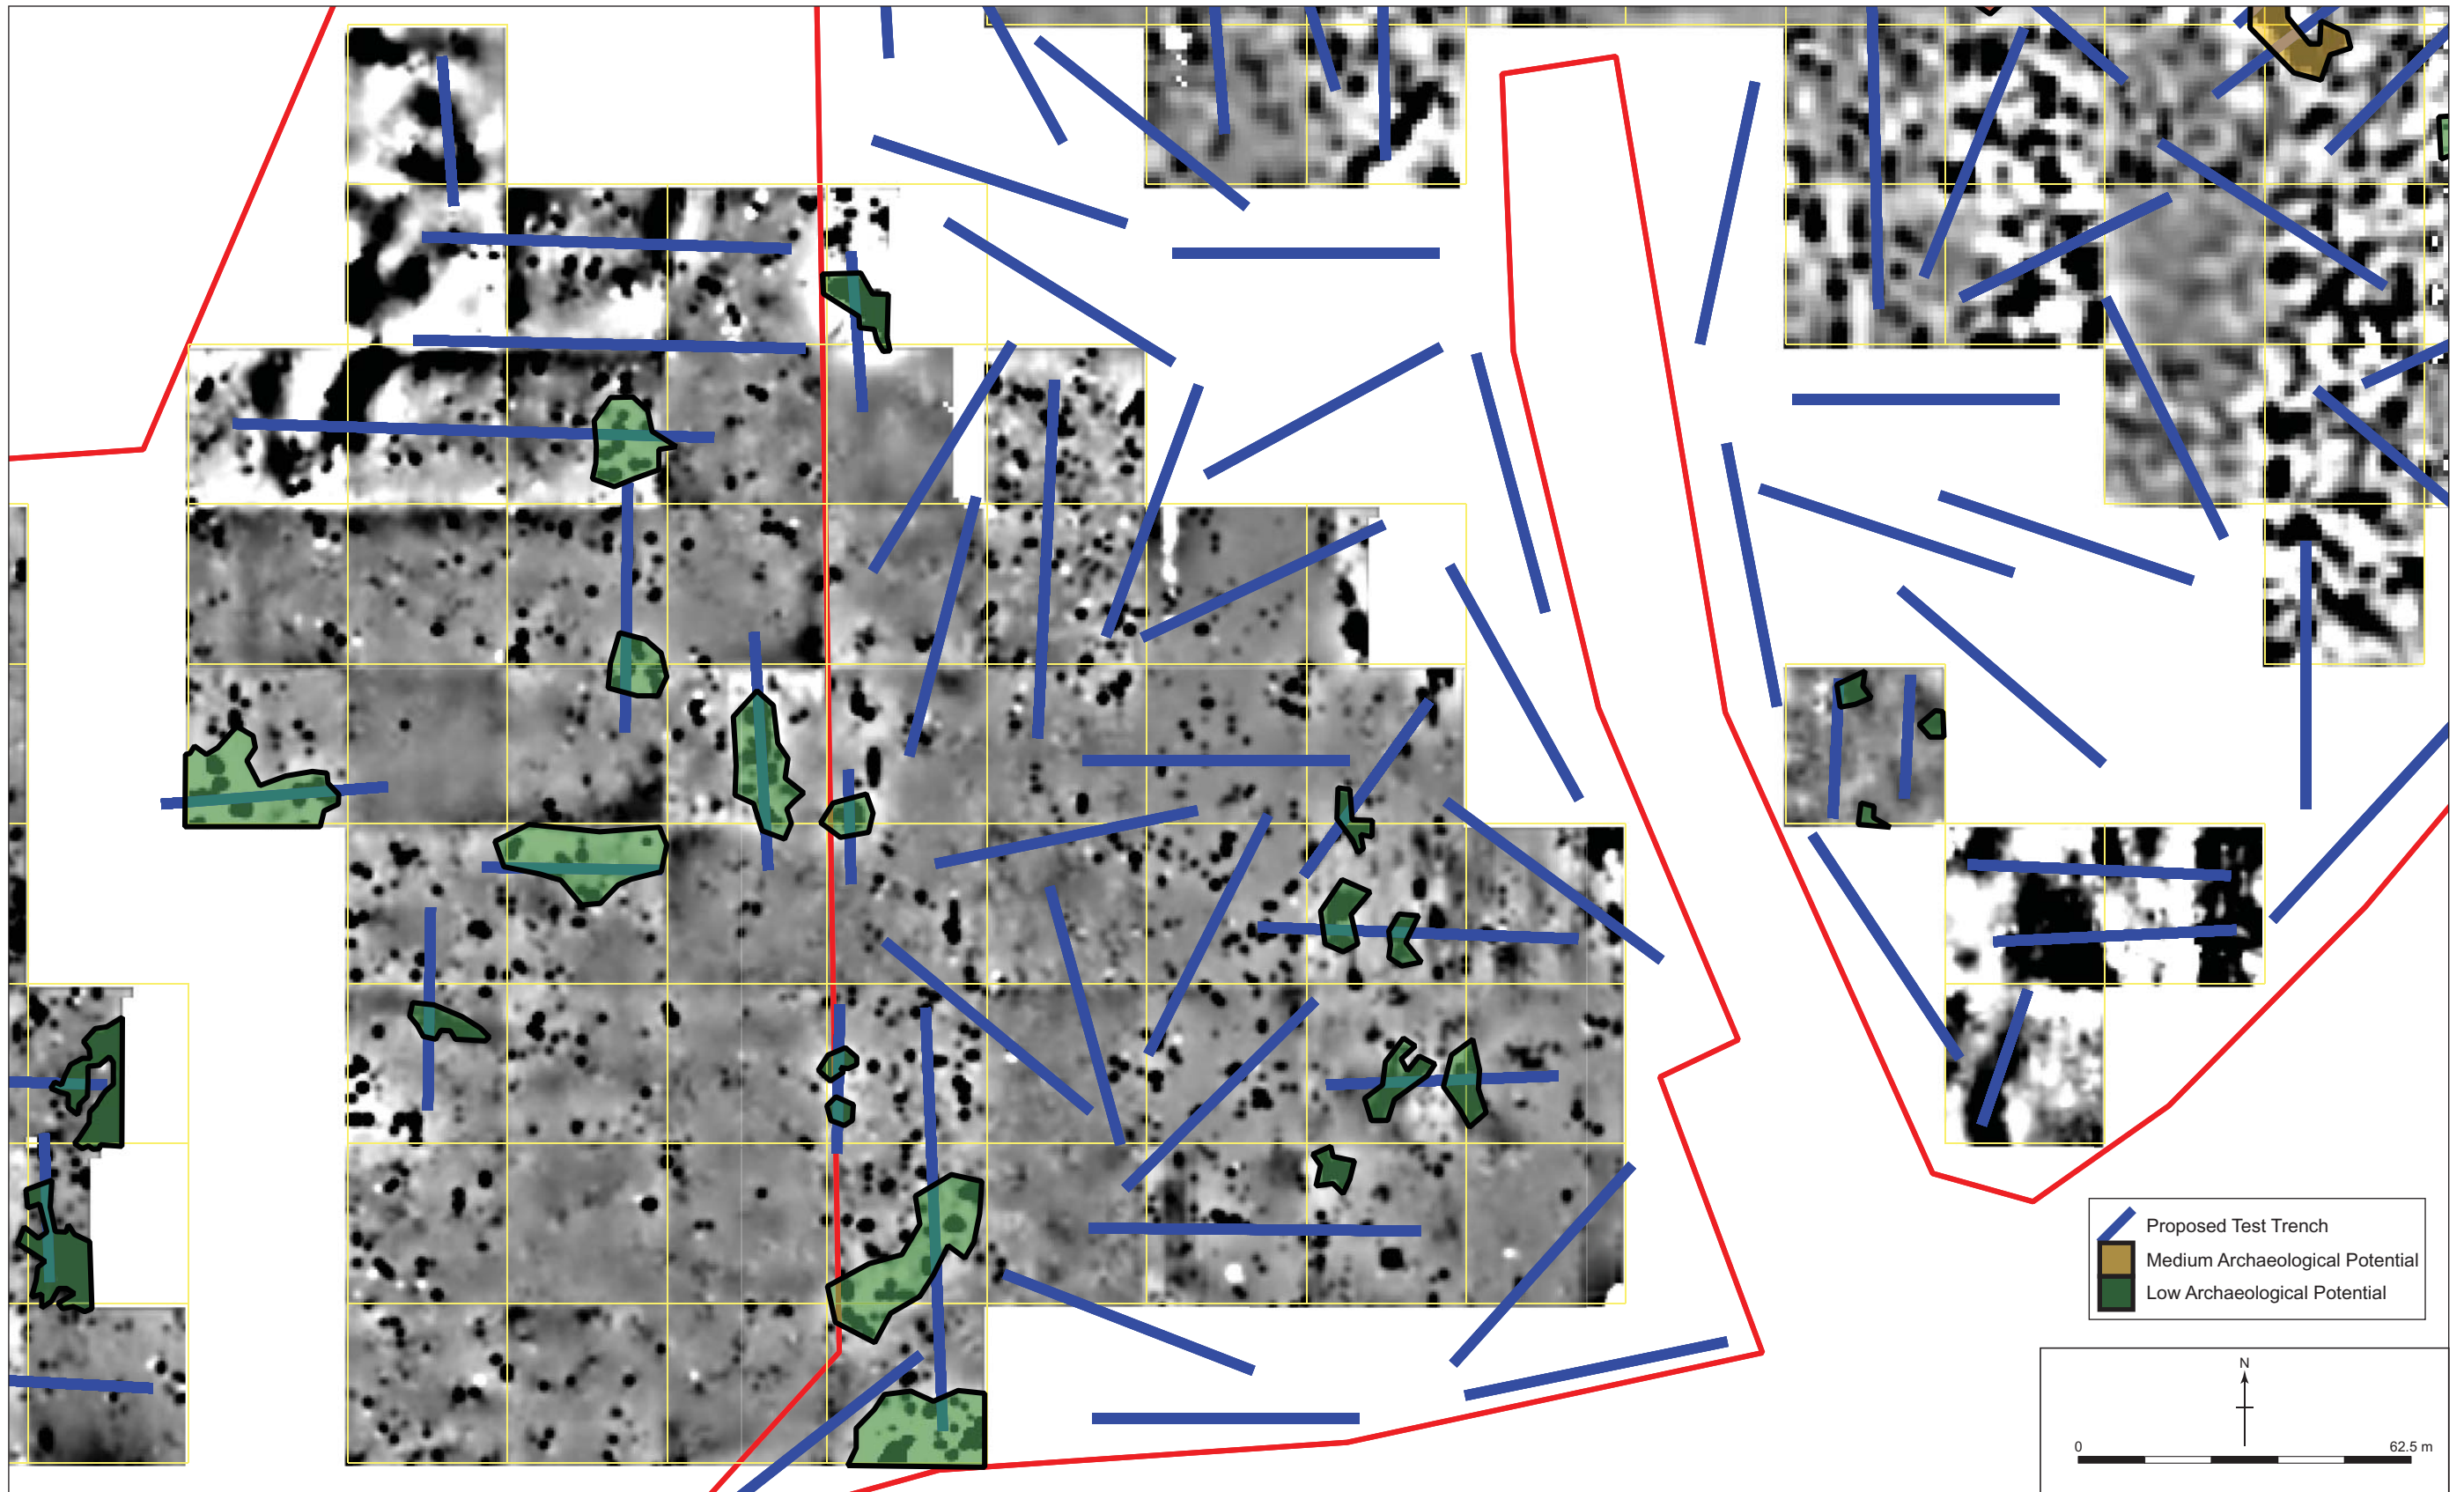 Proposed Test Trench
Medium Archaeological Potential
Low Archaeological Potential
N
0 62.5 m